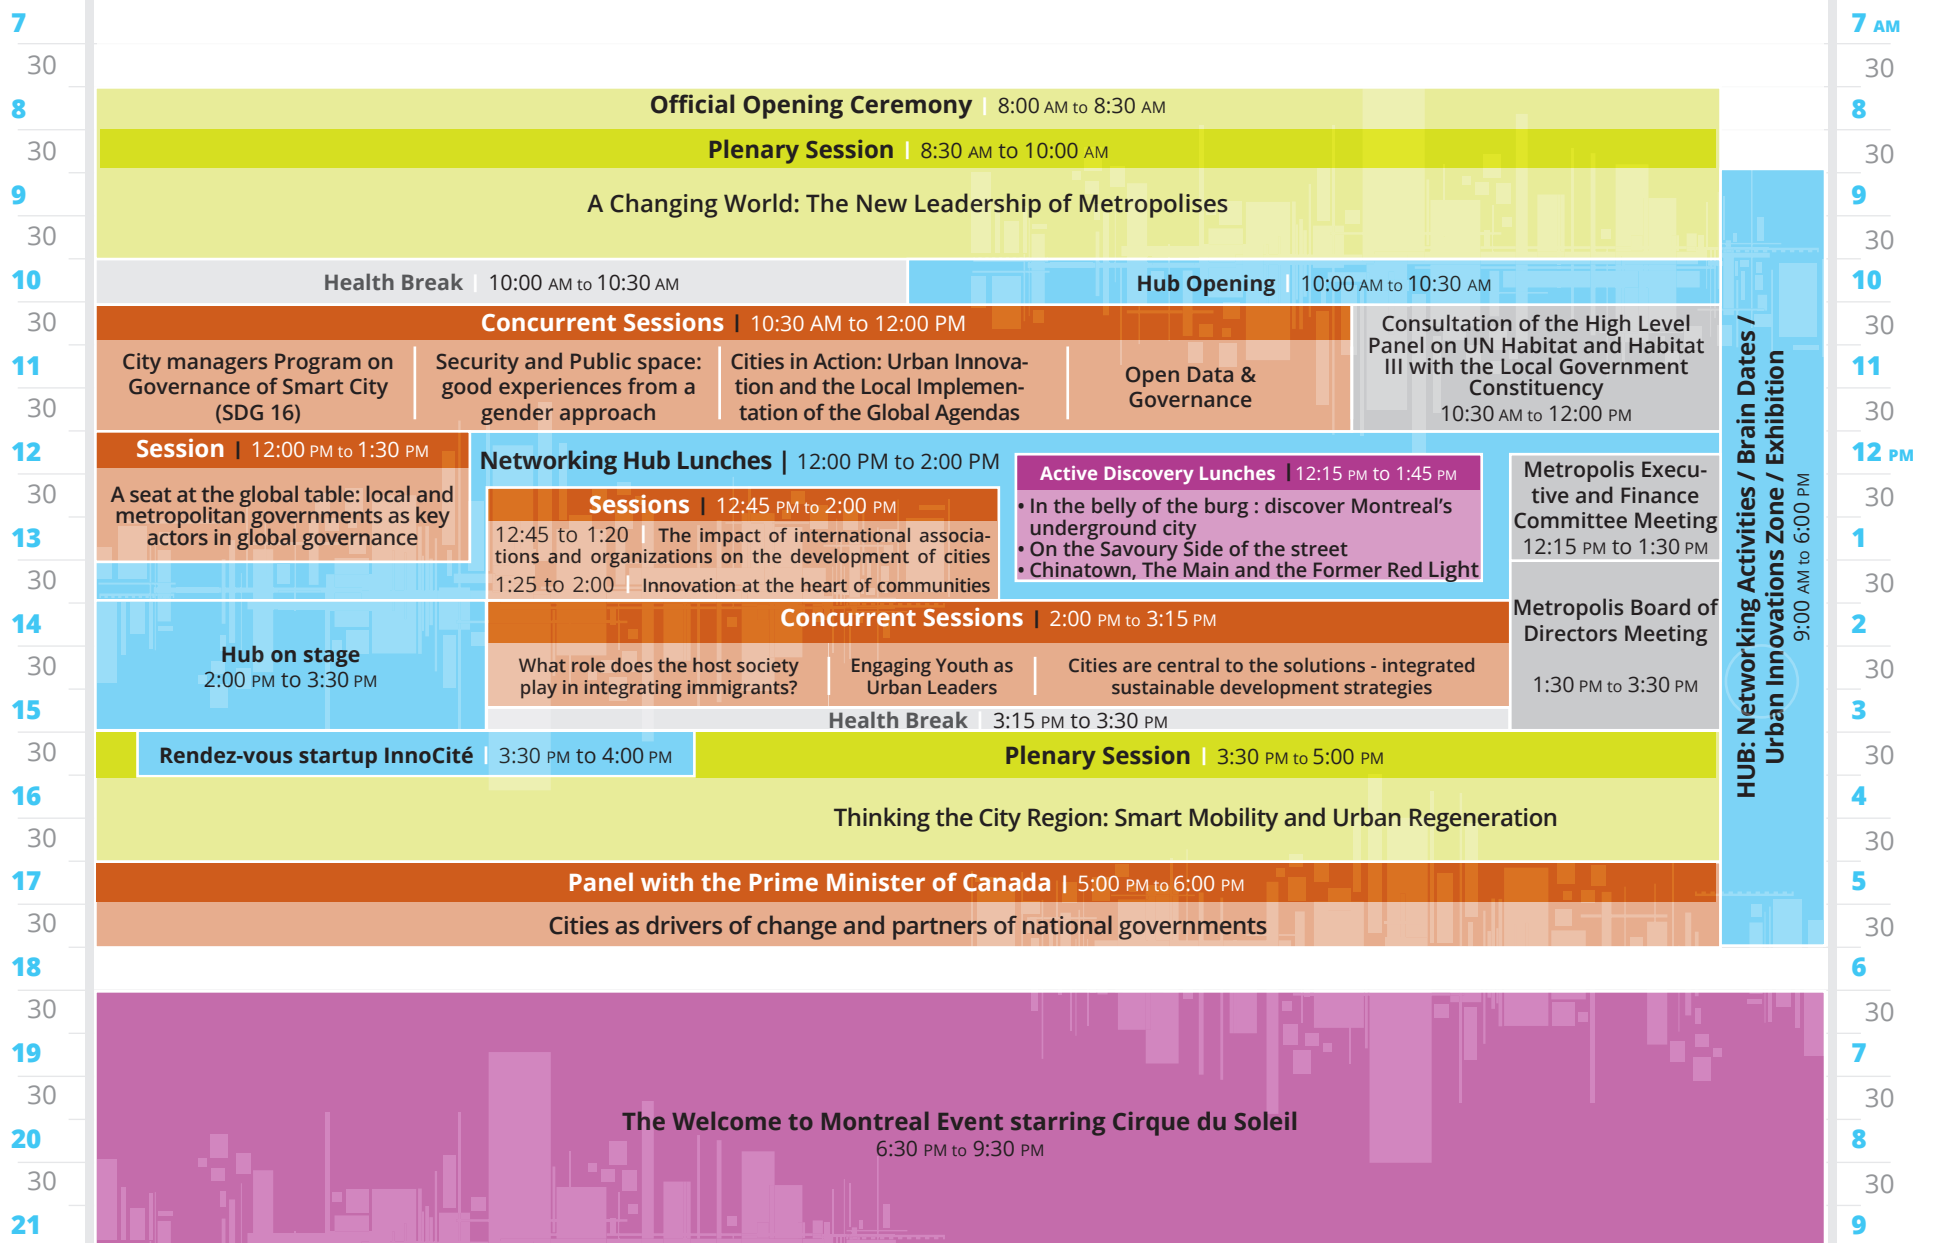 7
30
8
30
9
30
10
30
11
30
12
30
13
30
14
30
15
30
16
30
17
30
18
30
19
30
20
30
21
Official Opening Ceremony | 8:00 AM to 8:30 AM
Plenary Session | 8:30 AM to 10:00 AM
A Changing World: The New Leadership of Metropolises
Health Break | 10:00 AM to 10:30 AM
Hub Opening | 10:00 AM to 10:30 AM
Concurrent Sessions | 10:30 AM to 12:00 PM
City managers Program on
Governance of Smart City
(SDG 16)
Security and Public space:
good experiences from a
gender approach
Cities in Action: Urban Innova-
tion and the Local Implemen-
tation of the Global Agendas
Open Data &
Governance
Consultation of the High Level
Panel on UN Habitat and Habitat
III with the Local Government
Constituency
10:30 AM to 12:00 PM
Session | 12:00 PM to 1:30 PM
A seat at the global table: local and
metropolitan governments as key
actors in global governance
Networking Hub Lunches | 12:00 PM to 2:00 PM
Sessions | 12:45 PM to 2:00 PM
12:45 to 1:20 | The impact of international associa-
tions and organizations on the development of cities
1:25 to 2:00 | Innovation at the heart of communities
Active Discovery Lunches | 12:15 PM to 1:45 PM
• In the belly of the burg : discover Montreal's
underground city
• On the Savoury Side of the street
• Chinatown, The Main and the Former Red Light
Metropolis Execu-
tive and Finance
Committee Meeting
12:15 PM to 1:30 PM
Metropolis Board of
Directors Meeting
1:30 PM to 3:30 PM
Hub on stage
2:00 PM to 3:30 PM
Concurrent Sessions | 2:00 PM to 3:15 PM
What role does the host society
play in integrating immigrants?
Engaging Youth as
Urban Leaders
Cities are central to the solutions - integrated
sustainable development strategies
Health Break | 3:15 PM to 3:30 PM
Rendez-vous startup InnoCité | 3:30 PM to 4:00 PM
Plenary Session | 3:30 PM to 5:00 PM
Thinking the City Region: Smart Mobility and Urban Regeneration
Panel with the Prime Minister of Canada | 5:00 PM to 6:00 PM
Cities as drivers of change and partners of national governments
The Welcome to Montreal Event starring Cirque du Soleil
6:30 PM to 9:30 PM
HUB: Networking Activities / Brain Dates /
Urban Innovations Zone / Exhibition
9:00 AM to 6:00 PM
7 AM
30
8
30
9
30
10
30
11
30
12 PM
30
1
30
2
30
3
30
4
30
5
30
6
30
7
30
8
30
9